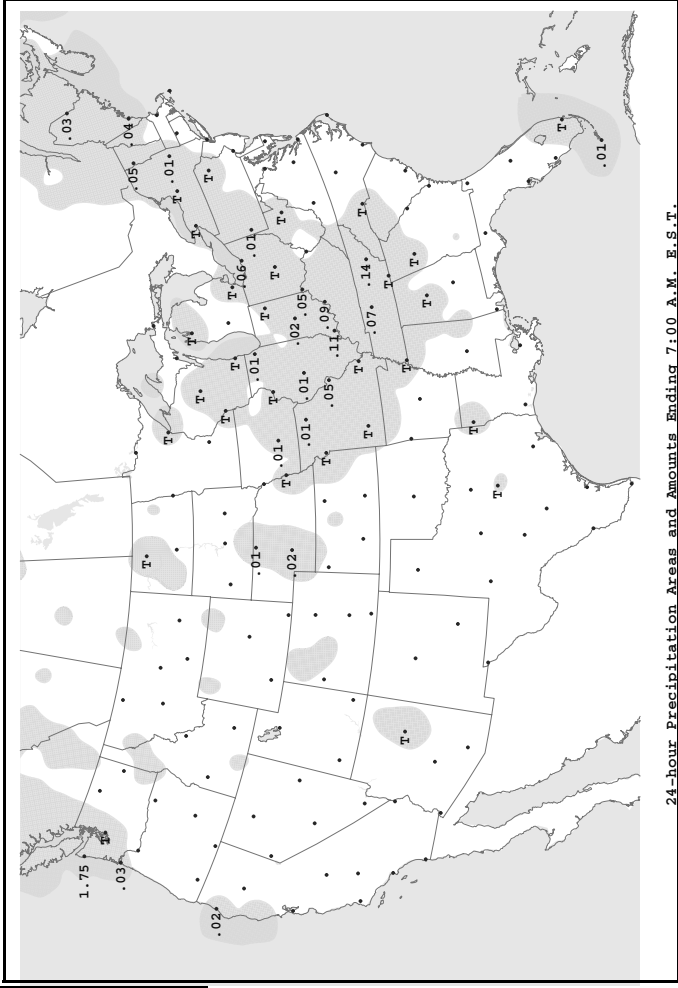 .03
1.75
T
.03
.04
.05
T
.01
T
T
T
T
T
T
.02
T
T
T
.06
.01
.01
.01
T
T
T
.01
T
T
.02
.02
.05
.01
.01
.09
T
.05
.11
T
T
.14
T
.07
T
T
T
T
T
T
T
T
.01
24-hour Precipitation Areas and Amounts Ending 7:00 A.M. E.S.T.